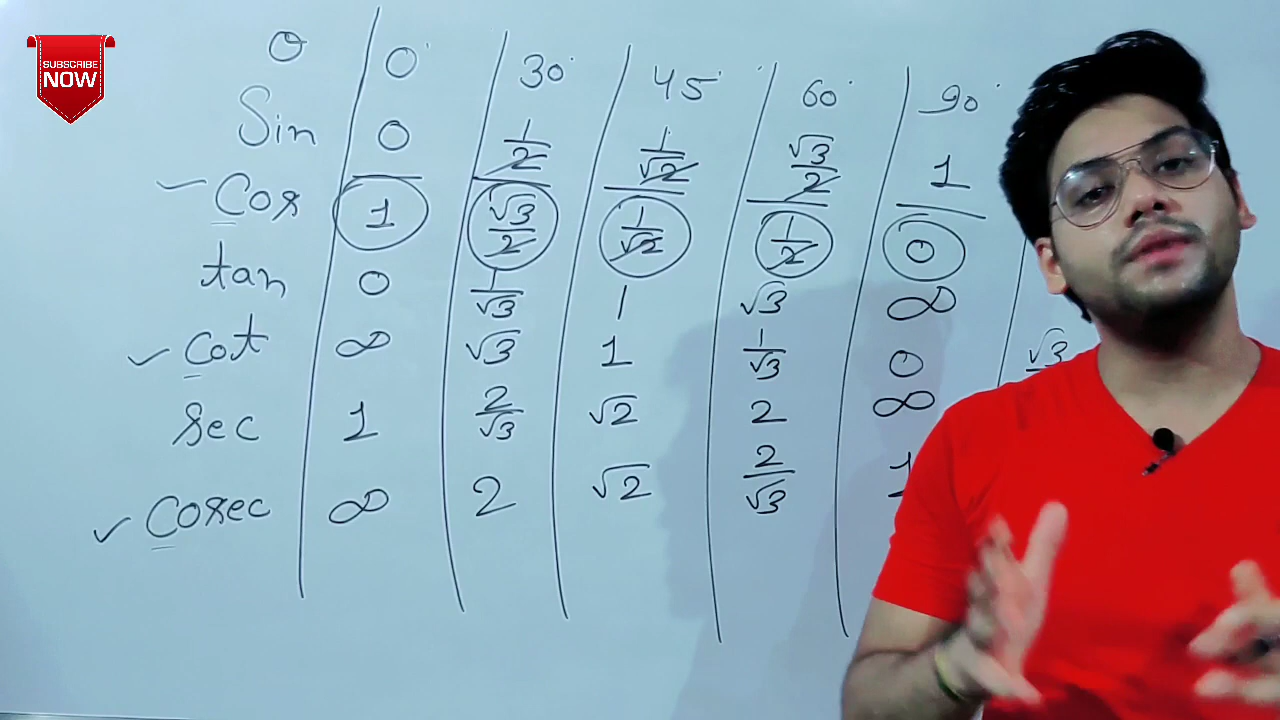 SUBSCRIBE
NOW
θ 0° 30° 45° 60° 90°
Sin 0 1/2 1/√2 √3/2 1
Cos 1 √3/2 1/√2 1/2 0
tan 0 1/√3 1 √3 ∞
cot ∞ √3 1 1/√3 0 √3
sec 1 2/√3 √2 2 ∞
Cosec ∞ 2 √2 2/√3 1